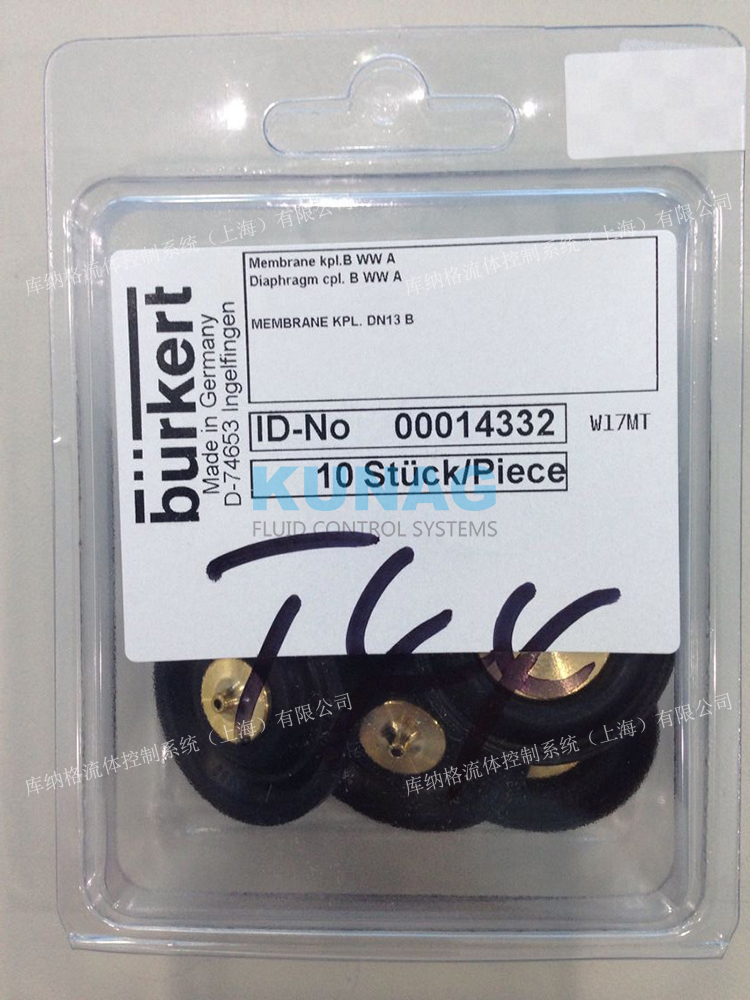 库纳格流体控制系统（上海）有限公司
库纳格流体控制系统（上海）有限公司
bürkert
Made in Germany
D-74653 Ingelfingen
Membrane kpl.B WW A
Diaphragm cpl. B WW A
MEMBRANE KPL. DN13 B
ID-No 00014332
W17MT
10 Stück/Piece
KUNAG
FLUID CONTROL SYSTEMS
库纳格流体控制系统（上海）有限公司
库纳格流体控制系统（上海）有限公司